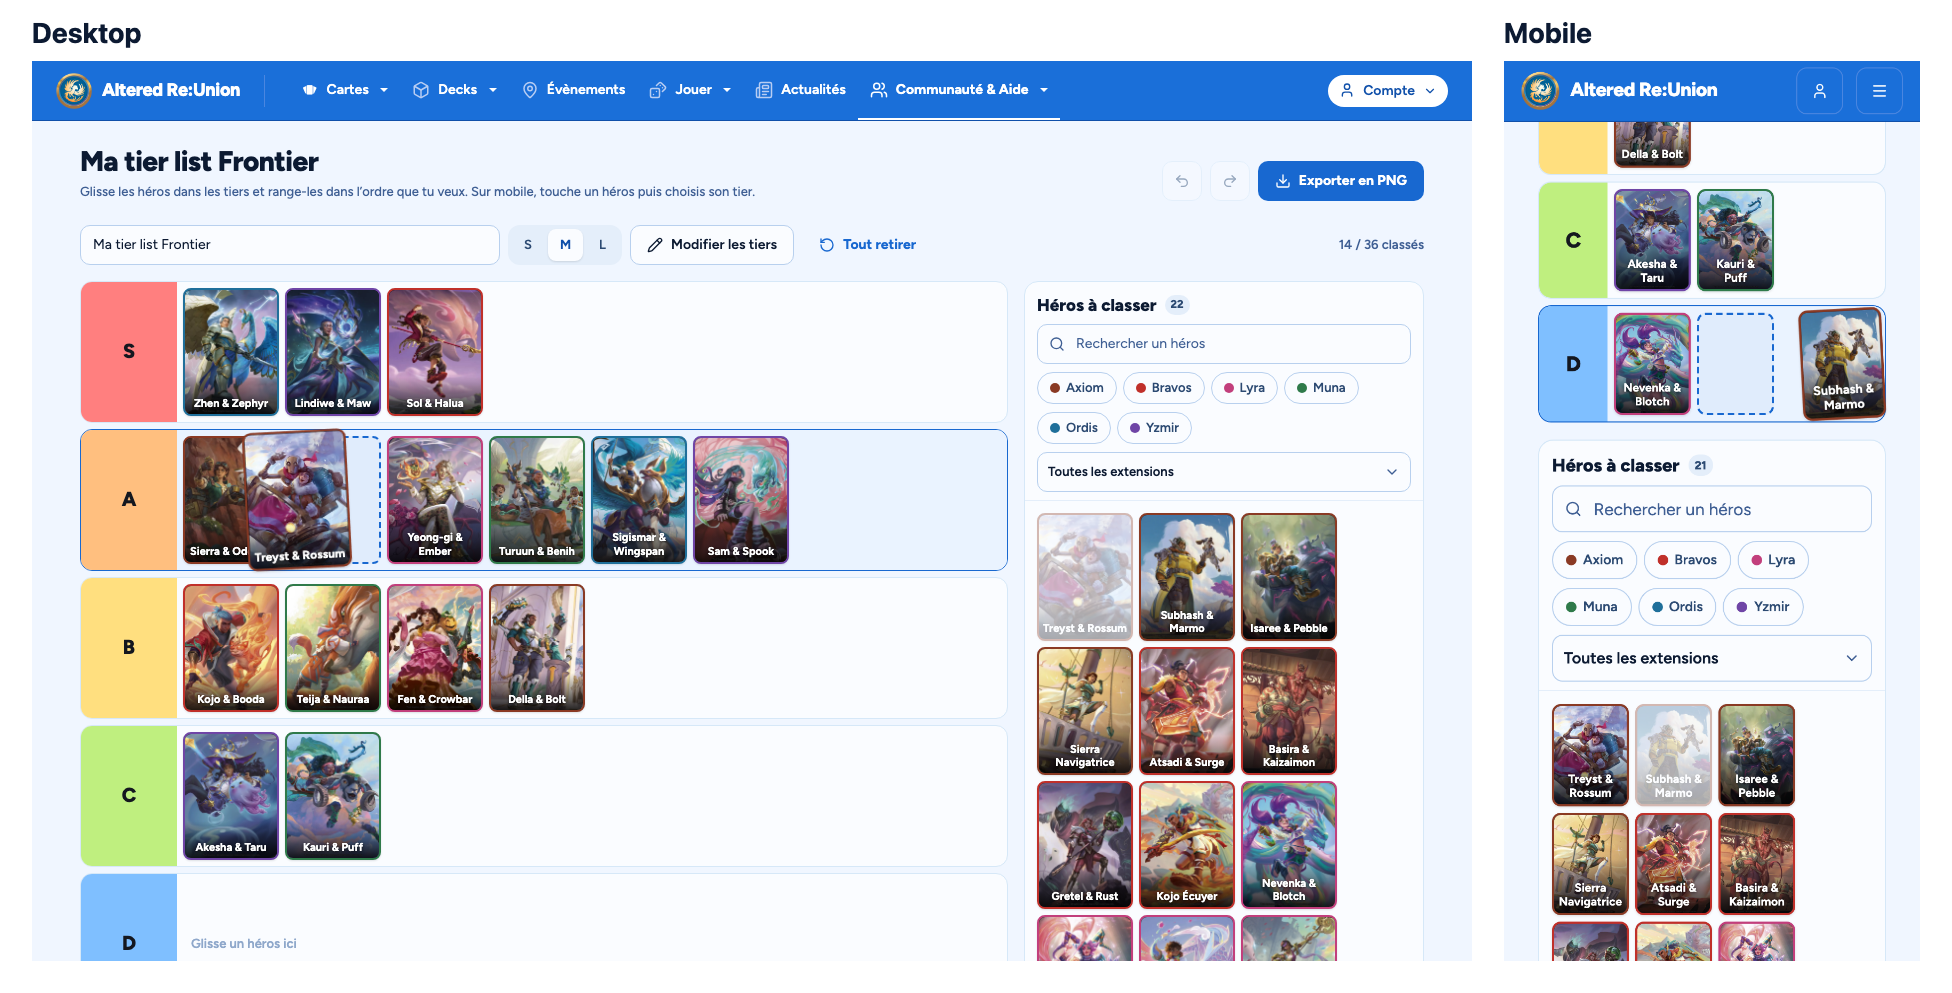 Desktop
Altered Re:Union
Cartes
Decks
Évènements
Jouer
Actualités
Communauté & Aide
Compte
Ma tier list Frontier
Glisse les héros dans les tiers et range-les dans l'ordre que tu veux. Sur mobile, touche un héros puis choisis son tier.
Exporter en PNG
Ma tier list Frontier
S
M
L
Modifier les tiers
Tout retirer
14 / 36 classés
S
Zhen & Zephyr
Lindiwe & Maw
Sol & Halua
A
Sierra & Od
Treyst & Rossum
Yeong-gi &
Ember
Turuun & Benih
Sigismar &
Wingspan
Sam & Spook
B
Kojo & Booda
Teija & Nauraa
Fen & Crowbar
Della & Bolt
C
Akesha & Taru
Kauri & Puff
D
Glisse un héros ici
Héros à classer
22
Rechercher un héros
Axiom
Bravos
Lyra
Muna
Ordis
Yzmir
Toutes les extensions
Treyst & Rossum
Subhash &
Marmo
Isaree & Pebble
Sierra
Navigatrice
Atsadi & Surge
Basira &
Kaizaimon
Gretel & Rust
Kojo Écuyer
Nevenka &
Blotch
Mobile
Altered Re:Union
Della & Bolt
C
Akesha &
Taru
Kauri &
Puff
D
Nevenka &
Blotch
Subhash &
Marmo
Héros à classer
21
Rechercher un héros
Axiom
Bravos
Lyra
Muna
Ordis
Yzmir
Toutes les extensions
Treyst &
Rossum
Subhash &
Marmo
Isaree &
Pebble
Sierra
Navigatrice
Atsadi &
Surge
Basira &
Kaizaimon